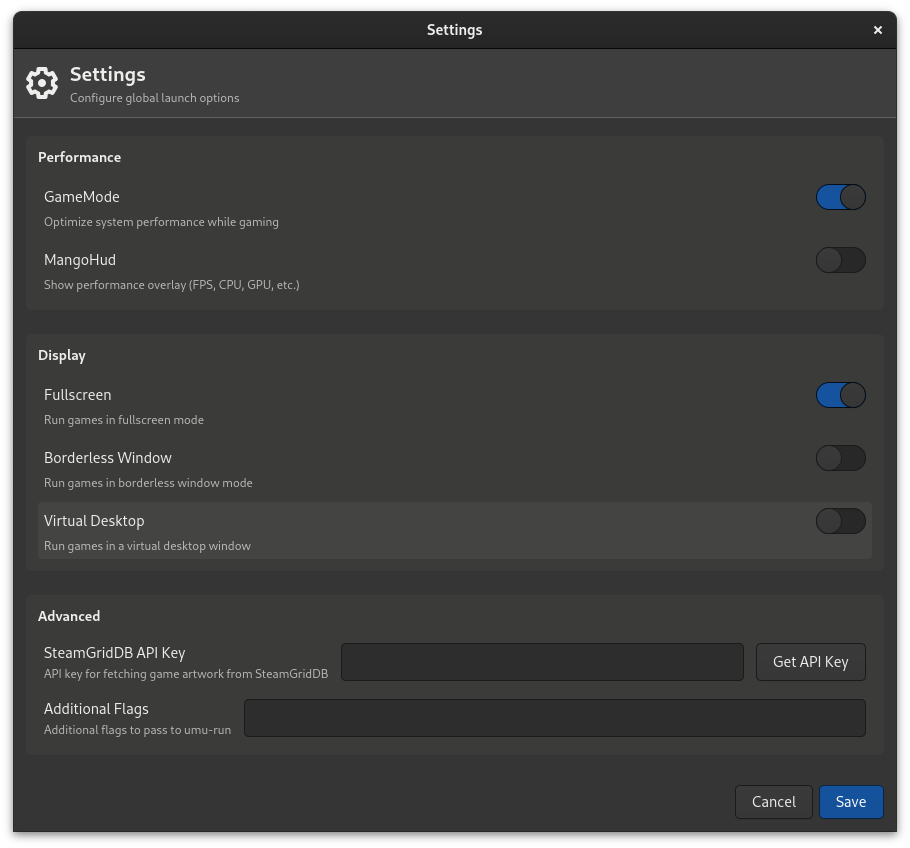 Settings
Settings
Configure global launch options
Performance
GameMode
Optimize system performance while gaming
MangoHud
Show performance overlay (FPS, CPU, GPU, etc.)
Display
Fullscreen
Run games in fullscreen mode
Borderless Window
Run games in borderless window mode
Virtual Desktop
Run games in a virtual desktop window
Advanced
SteamGridDB API Key
API key for fetching game artwork from SteamGridDB
Get API Key
Additional Flags
Additional flags to pass to umu-run
Cancel
Save